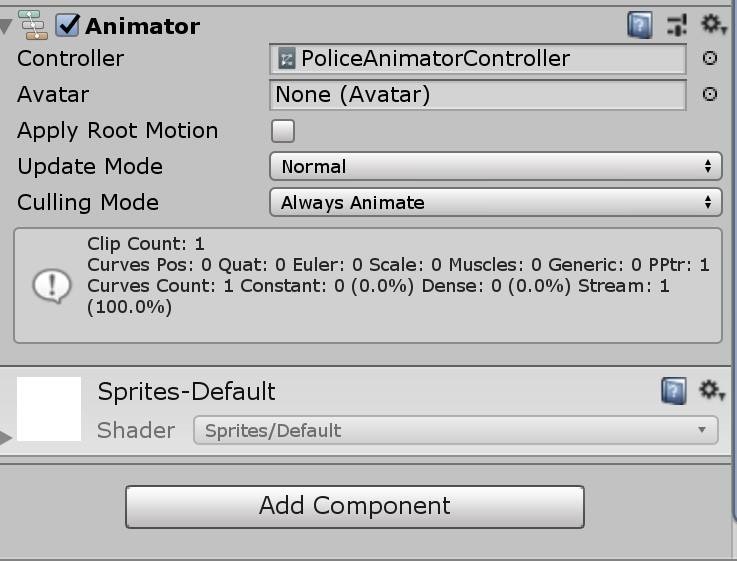 Animator
Controller PoliceAnimatorController
Avatar None (Avatar)
Apply Root Motion
Update Mode Normal
Culling Mode Always Animate
Clip Count: 1
Curves Pos: 0 Quat: 0 Euler: 0 Scale: 0 Muscles: 0 Generic: 0 PPtr: 1
Curves Count: 1 Constant: 0 (0.0%) Dense: 0 (0.0%) Stream: 1
(100.0%)
Sprites-Default
Shader Sprites/Default
Add Component